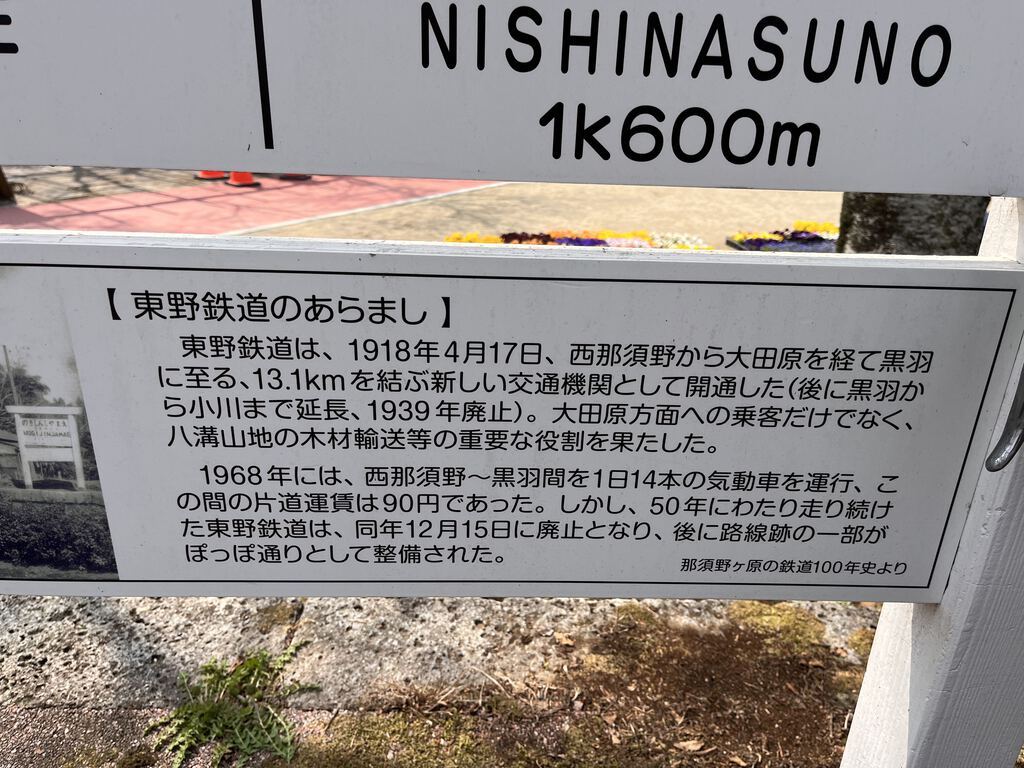 NISHINASUNO
1k600m
【 東野鉄道のあらまし 】
東野鉄道は、1918年4月17日、西那須野から大田原を経て黒羽
に至る、13.1kmを結ぶ新しい交通機関として開通した(後に黒羽か
ら小川まで延長、1939年廃止)。大田原方面への乗客だけでなく、
八溝山地の木材輸送等の重要な役割を果たした。
1968年には、西那須野～黒羽間を1日14本の気動車を運行、こ
の間の片道運賃は90円であった。しかし、50年にわたり走り続け
た東野鉄道は、同年12月15日に廃止となり、後に路線跡の一部が
ぽっぽ通りとして整備された。
那須野ヶ原の鉄道100年史より